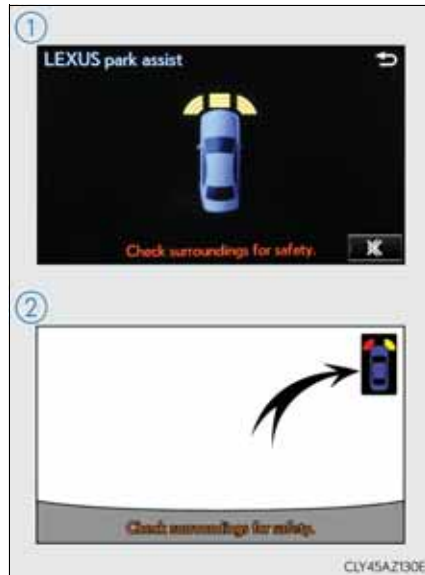 1
LEXUS park assist
Check surroundings for safety.
2
Check surroundings for safety.
CLY45AZ130E